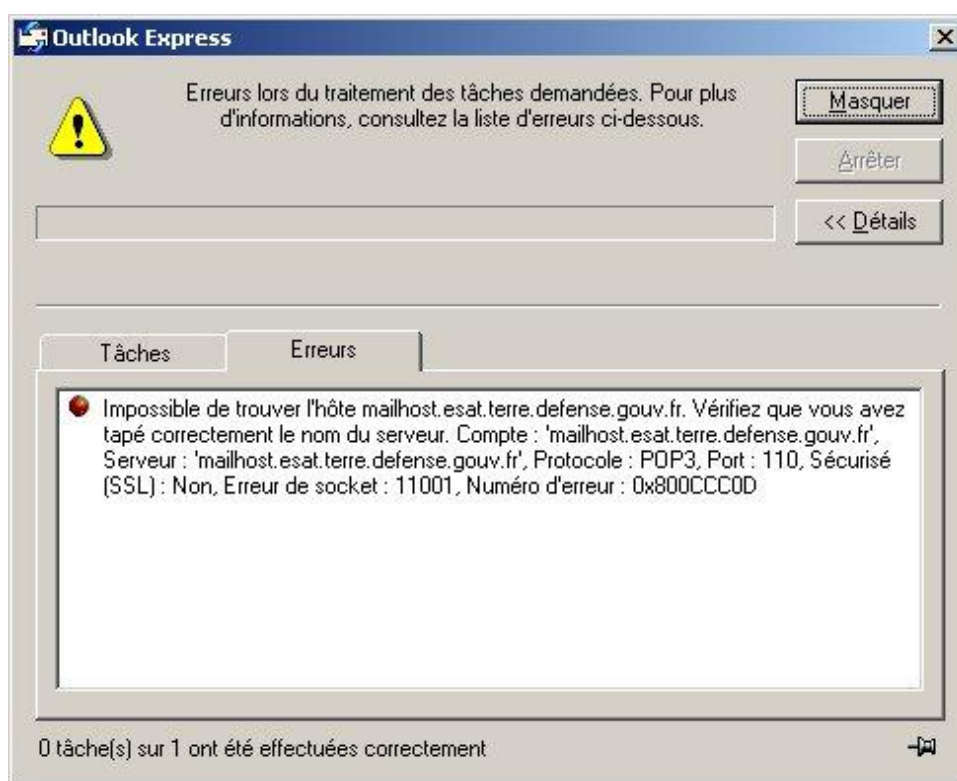 Outlook Express
Erreurs lors du traitement des tâches demandées. Pour plus
d'informations, consultez la liste d'erreurs ci-dessous.
Masquer
Arrêter
<< Détails
Tâches
Erreurs
Impossible de trouver l'hôte mailhost.esat.terre.defense.gouv.fr. Vérifiez que vous avez
tapé correctement le nom du serveur. Compte : 'mailhost.esat.terre.defense.gouv.fr',
Serveur : 'mailhost.esat.terre.defense.gouv.fr', Protocole : POP3, Port : 110, Sécurisé
(SSL) : Non, Erreur de socket : 11001, Numéro d'erreur : 0x800CCC0D
0 tâche(s) sur 1 ont été effectuées correctement